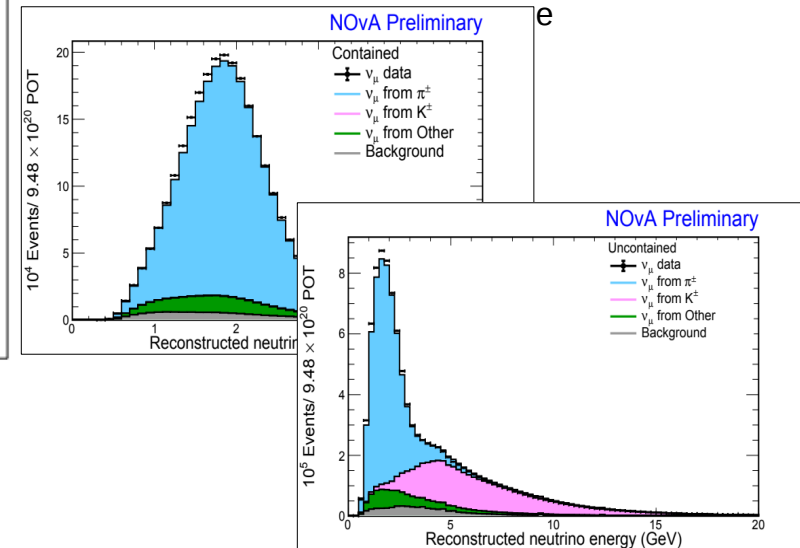 e
NOvA Preliminary
10⁴ Events/ 9.48 × 10²⁰ POT
20
15
10
5
0
Contained
νμ data
νμ from π±
νμ from K±
νμ from Other
Background
0 1 2
Reconstructed neutrin
NOvA Preliminary
10⁵ Events/ 9.48 × 10²⁰ POT
8
6
4
2
0
Uncontained
νμ data
νμ from π±
νμ from K±
νμ from Other
Background
0 5 10 15 20
Reconstructed neutrino energy (GeV)